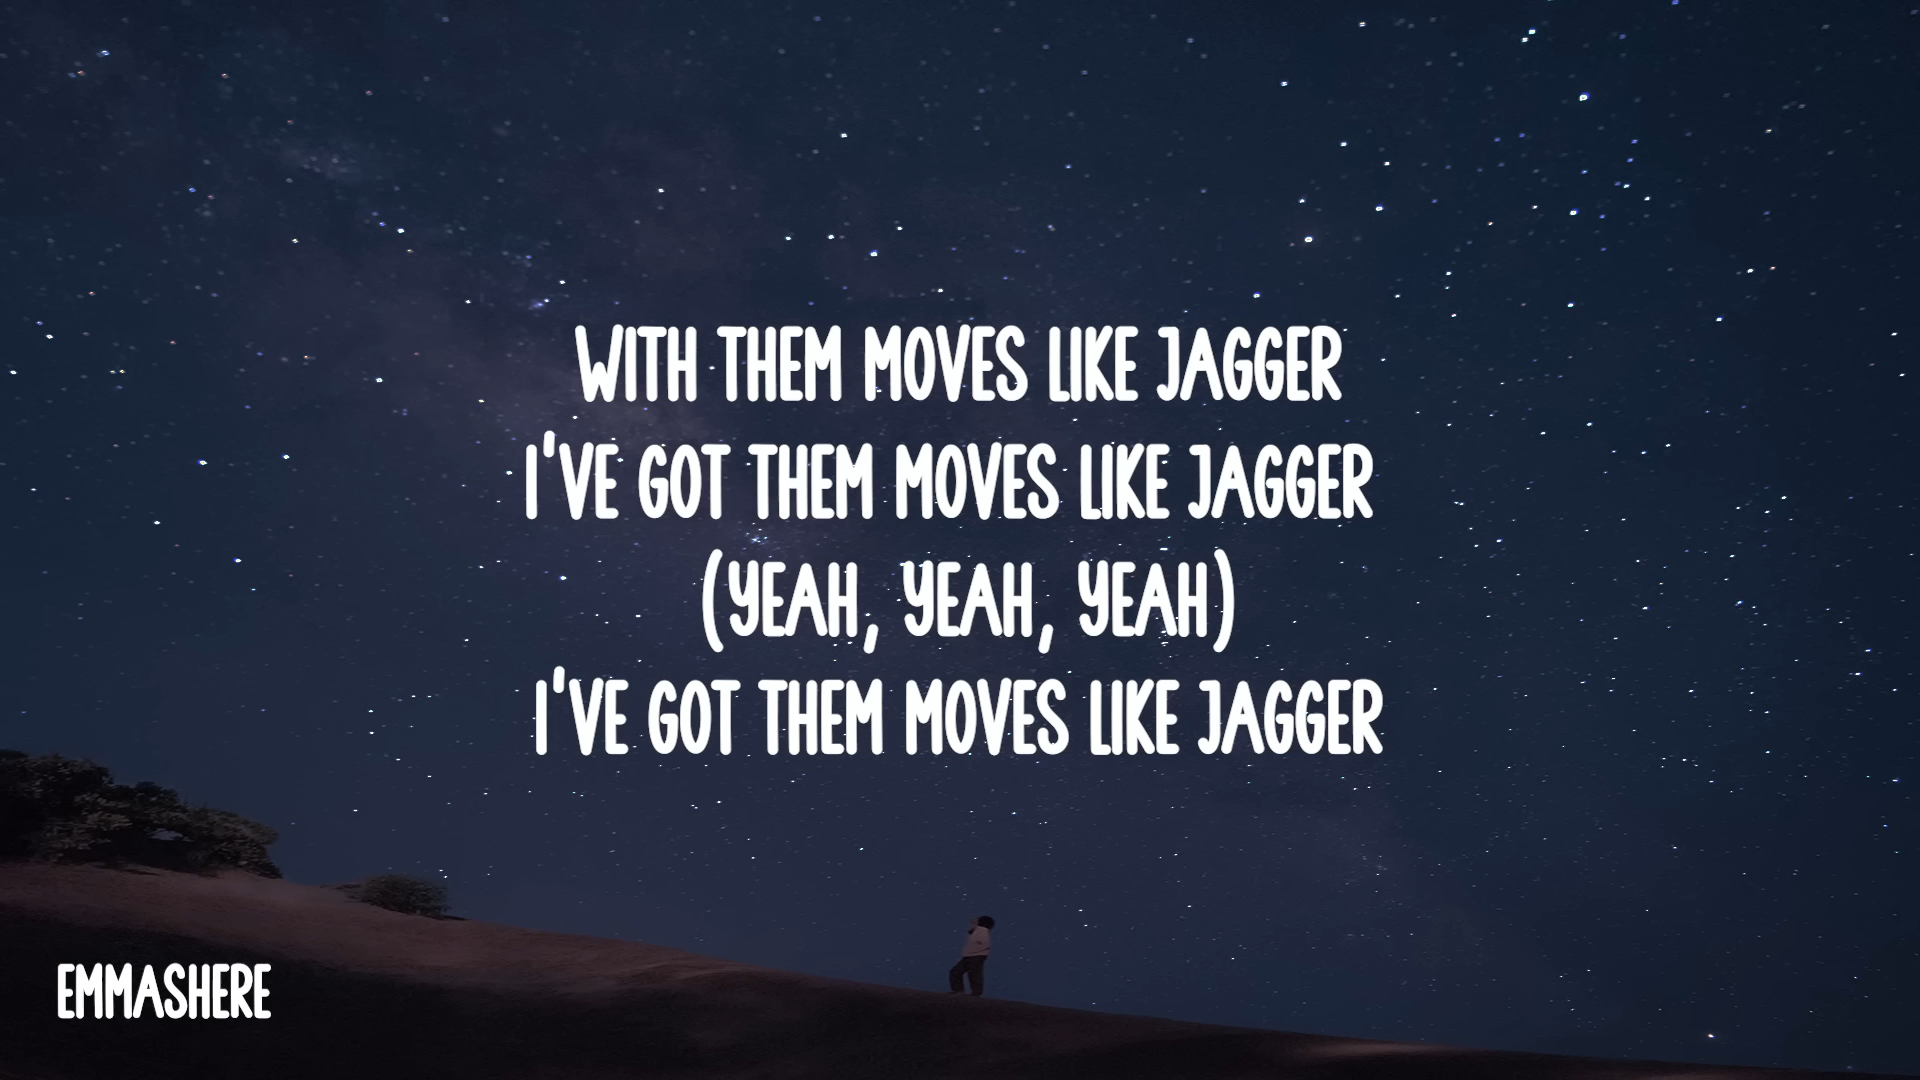 WITH THEM MOVES LIKE JAGGER
I'VE GOT THEM MOVES LIKE JAGGER
(YEAH, YEAH, YEAH)
I'VE GOT THEM MOVES LIKE JAGGER
EMMASHERE